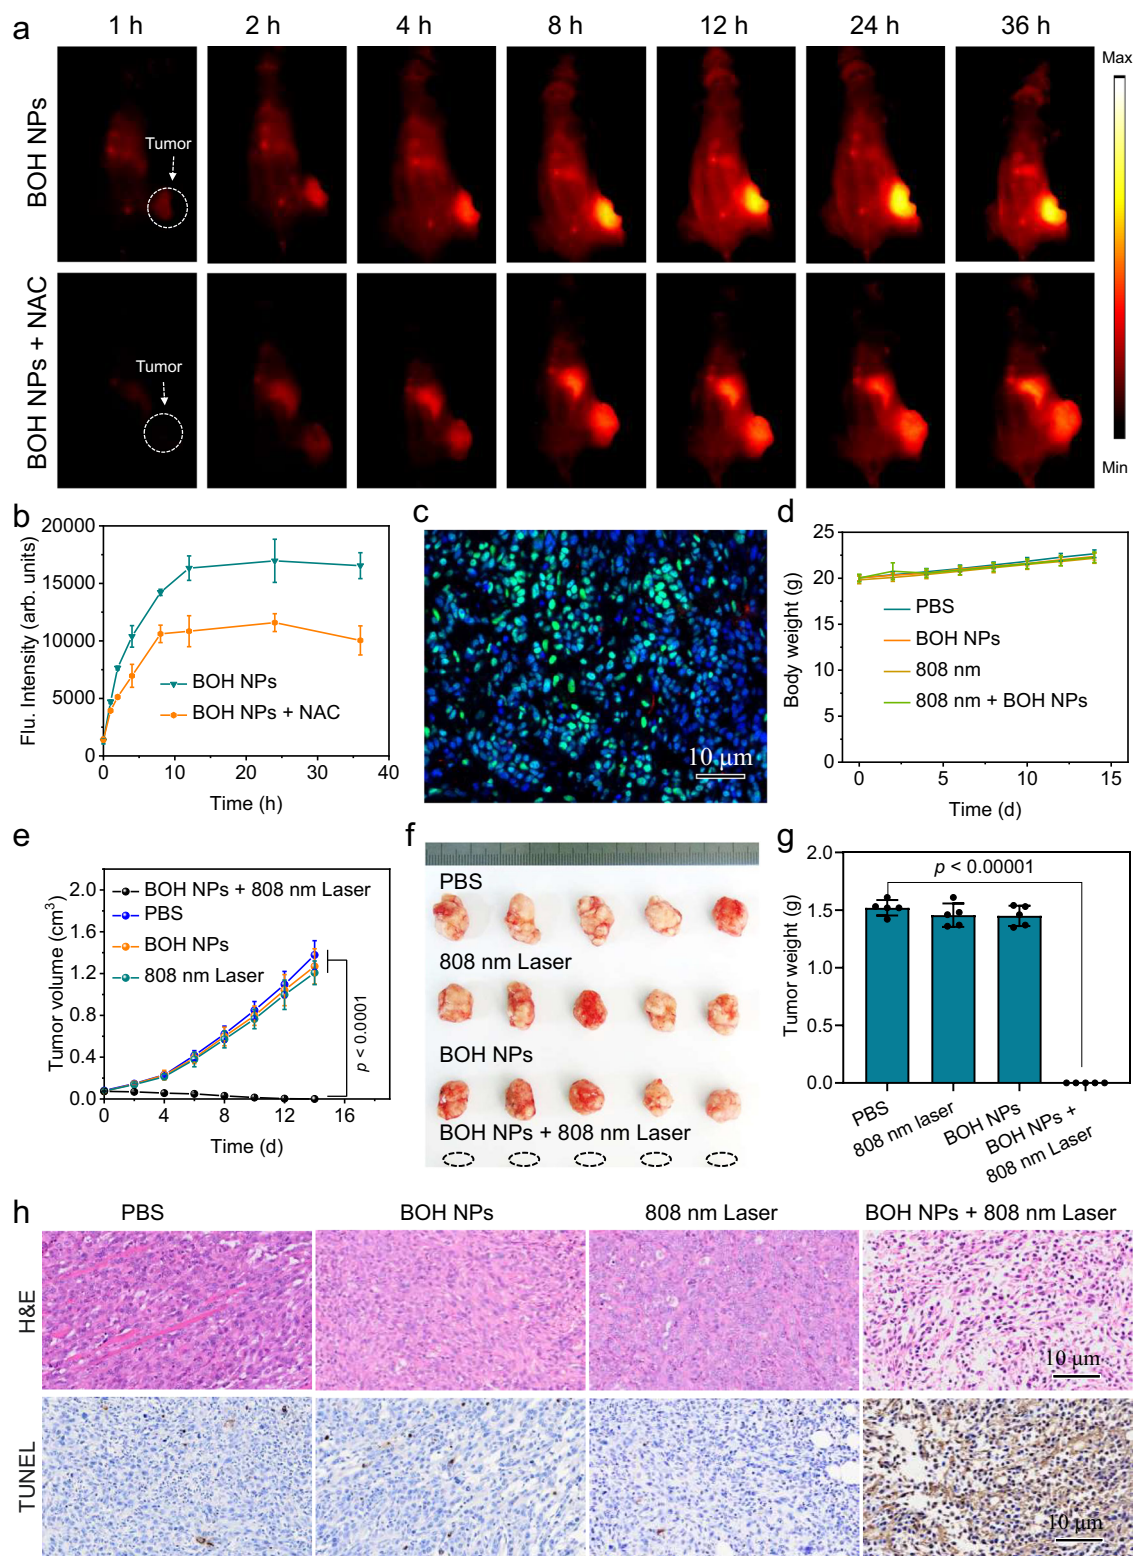 a
1 h
2 h
4 h
8 h
12 h
24 h
36 h
BOH NPs
Tumor
Max
BOH NPs + NAC
Tumor
Min
b
Flu. Intensity (arb. units)
20000
15000
10000
5000
0
BOH NPs
BOH NPs + NAC
0
10
20
30
40
Time (h)
c
10 μm
d
Body weight (g)
25
20
15
10
5
0
PBS
BOH NPs
808 nm
808 nm + BOH NPs
0
5
10
15
Time (d)
e
Tumor volume (cm³)
2.0
1.6
1.2
0.8
0.4
0.0
BOH NPs + 808 nm Laser
PBS
BOH NPs
808 nm Laser
p < 0.0001
0
4
8
12
16
Time (d)
f
PBS
808 nm Laser
BOH NPs
BOH NPs + 808 nm Laser
g
Tumor weight (g)
2.0
1.5
1.0
0.5
0.0
p < 0.00001
PBS
808 nm laser
BOH NPs
BOH NPs +
808 nm Laser
h
PBS
BOH NPs
808 nm Laser
BOH NPs + 808 nm Laser
H&E
10 μm
TUNEL
10 μm